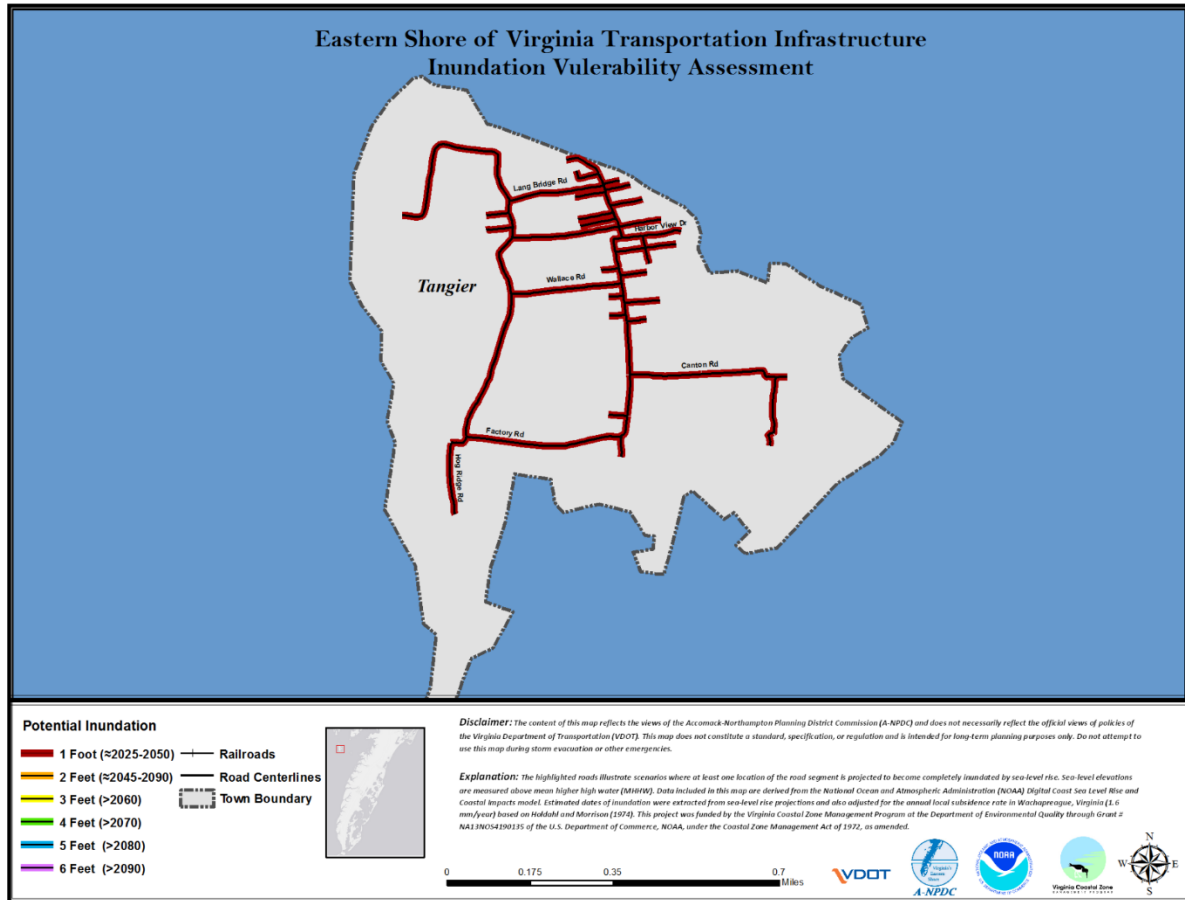 Eastern Shore of Virginia Transportation Infrastructure
Inundation Vulerability Assessment
Lang Bridge Rd
Harbor View Dr
Tangier
Wallace Rd
Canton Rd
Factory Rd
Hog Ridge Rd
Potential Inundation
1 Foot (≈2025-2050)
2 Feet (≈2045-2090)
3 Feet (>2060)
4 Feet (>2070)
5 Feet (>2080)
6 Feet (>2090)
Railroads
Road Centerlines
Town Boundary
Disclaimer: The content of this map reflects the views of the Accomack-Northampton Planning District Commission (A-NPDC) and does not necessarily reflect the official views of policies of
the Virginia Department of Transportation (VDOT). This map does not constitute a standard, specification, or regulation and is intended for long-term planning purposes only. Do not attempt to
use this map during storm evacuation or other emergencies.
Explanation: The highlighted roads illustrate scenarios where at least one location of the road segment is projected to become completely inundated by sea-level rise. Sea-level elevations
are measured above mean higher high water (MHHW). Data included in this map are derived from the National Ocean and Atmospheric Administration (NOAA) Digital Coast Sea Level Rise and
Coastal Impacts model. Estimated dates of inundation were extracted from sea-level rise projections and also adjusted for the annual local subsidence rate in Wachapreague, Virginia (1.6
mm/year) based on Holdahl and Morrison (1974). This project was funded by the Virginia Coastal Zone Management Program at the Department of Environmental Quality through Grant #
NA13NOS4190135 of the U.S. Department of Commerce, NOAA, under the Coastal Zone Management Act of 1972, as amended.
0 0.175 0.35 0.7
Miles
VDOT
Virginia's
Eastern
Shore
A-NPDC
NOAA
Virginia Coastal Zone
N
W
E
S